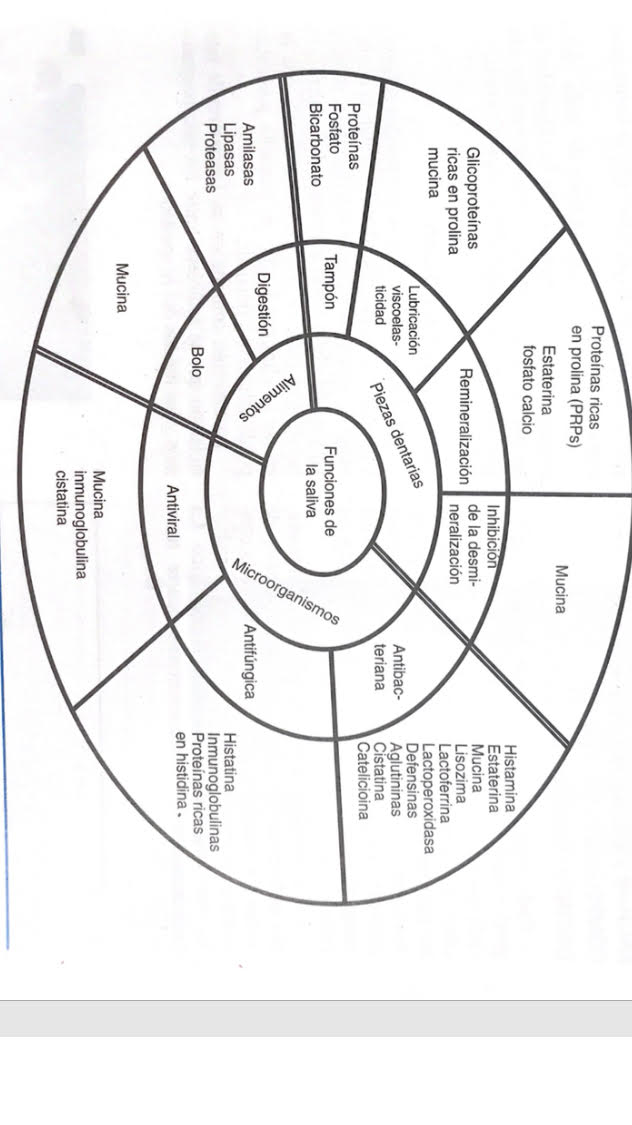 Funciones de
la saliva
Piezas dentarias
Tampón
Proteínas
Fosfato
Bicarbonato
Lubricación
viscoelas-
ticidad
Glicoproteínas
ricas en prolina
mucina
Remineralización
Proteínas ricas
en prolina (PRPs)
Estaterina
fosfato calcio
Inhibición
de la desmi-
neralización
Mucina
Microorganismos
Antibac-
teriana
Histamina
Estaterina
Mucina
Lisozima
Lactoferrina
Lactoperoxidasa
Defensinas
Aglutininas
Cistatina
Catelicioina
Antifúngica
Histatina
Inmunoglobulinas
Proteínas ricas
en histidina
Antiviral
Mucina
inmunoglobulina
cistatina
Alimentos
Bolo
Mucina
Digestión
Amilasas
Lipasas
Proteasas